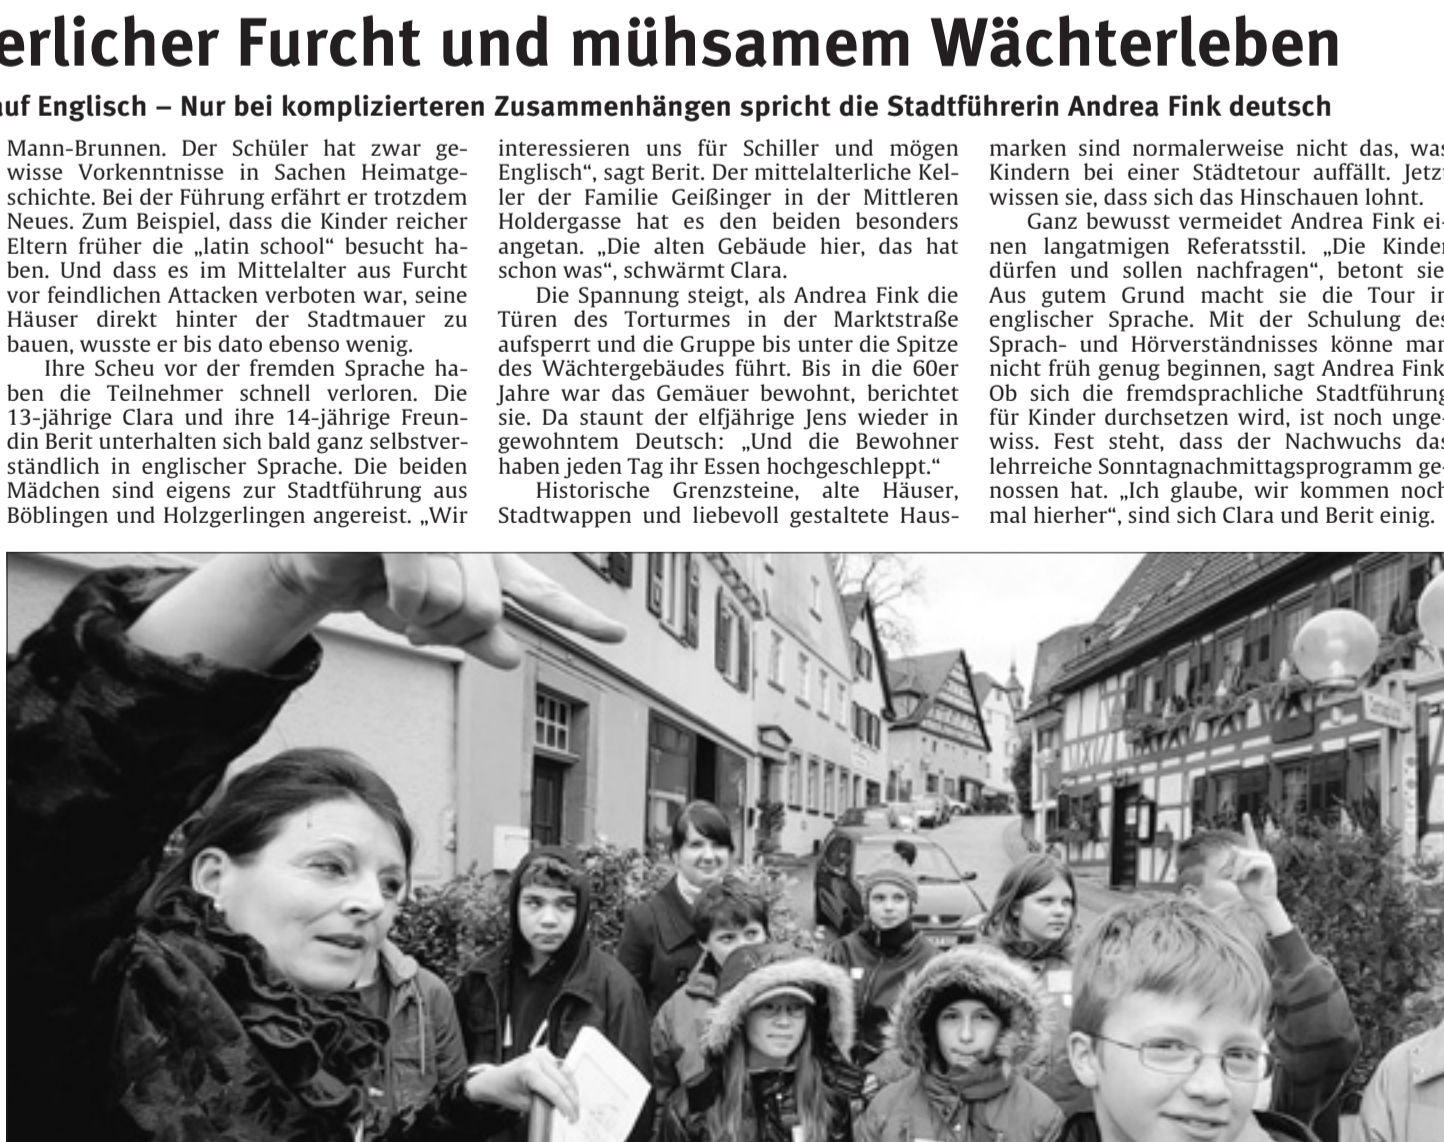 erlicher Furcht und mühsamem Wächterleben
auf Englisch – Nur bei komplizierteren Zusammenhängen spricht die Stadtführerin Andrea Fink deutsch
Mann-Brunnen. Der Schüler hat zwar ge-
wisse Vorkenntnisse in Sachen Heimatge-
schichte. Bei der Führung erfährt er trotzdem
Neues. Zum Beispiel, dass die Kinder reicher
Eltern früher die „latin school“ besucht ha-
ben. Und dass es im Mittelalter aus Furcht
vor feindlichen Attacken verboten war, seine
Häuser direkt hinter der Stadtmauer zu
bauen, wusste er bis dato ebenso wenig.
Ihre Scheu vor der fremden Sprache ha-
ben die Teilnehmer schnell verloren. Die
13-jährige Clara und ihre 14-jährige Freun-
din Berit unterhalten sich bald ganz selbstver-
ständlich in englischer Sprache. Die beiden
Mädchen sind eigens zur Stadtführung aus
Böblingen und Holzgerlingen angereist. „Wir
interessieren uns für Schiller und mögen
Englisch“, sagt Berit. Der mittelalterliche Kel-
ler der Familie Geißinger in der Mittleren
Holdergasse hat es den beiden besonders
angetan. „Die alten Gebäude hier, das hat
schon was“, schwärmt Clara.
Die Spannung steigt, als Andrea Fink die
Türen des Torturmes in der Marktstraße
aufsperrt und die Gruppe bis unter die Spitze
des Wächtergebäudes führt. Bis in die 60er
Jahre war das Gemäuer bewohnt, berichtet
sie. Da staunt der elfjährige Jens wieder in
gewohntem Deutsch: „Und die Bewohner
haben jeden Tag ihr Essen hochgeschleppt.“
Historische Grenzsteine, alte Häuser,
Stadtwappen und liebevoll gestaltete Haus-
marken sind normalerweise nicht das, was
Kindern bei einer Städtetour auffällt. Jetzt
wissen sie, dass sich das Hinschauen lohnt.
Ganz bewusst vermeidet Andrea Fink ei-
nen langatmigen Referatsstil. „Die Kinder
dürfen und sollen nachfragen“, betont sie
Aus gutem Grund macht sie die Tour in
englischer Sprache. Mit der Schulung des
Sprach- und Hörverständnisses könne man
nicht früh genug beginnen, sagt Andrea Fink
Ob sich die fremdsprachliche Stadtführung
für Kinder durchsetzen wird, ist noch unge-
wiss. Fest steht, dass der Nachwuchs das
lehrreiche Sonntagnachmittagsprogramm ge-
nossen hat. „Ich glaube, wir kommen noch
mal hierher“, sind sich Clara und Berit einig.